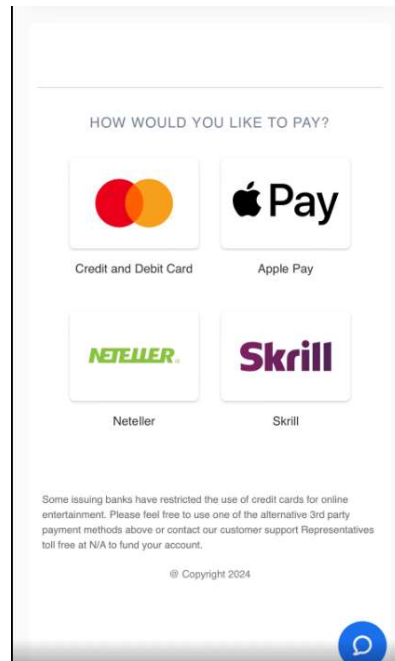 HOW WOULD YOU LIKE TO PAY?
Pay
Credit and Debit Card
Apple Pay
NETELLER
Skrill
Neteller
Skrill
Some issuing banks have restricted the use of credit cards for online
entertainment. Please feel free to use one of the alternative 3rd party
payment methods above or contact our customer support Representatives
toll free at N/A to fund your account.
@ Copyright 2024